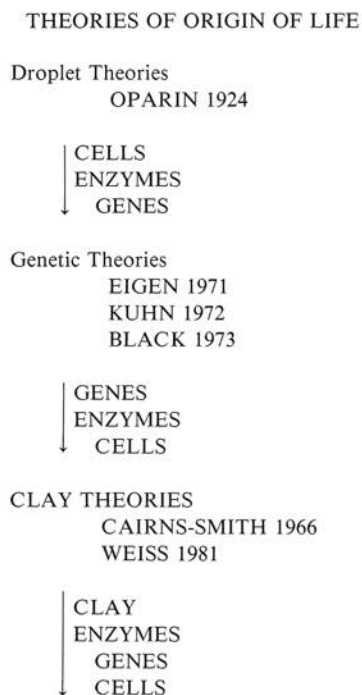 THEORIES OF ORIGIN OF LIFE
Droplet Theories
OPARIN 1924
CELLS
ENZYMES
GENES
Genetic Theories
EIGEN 1971
KUHN 1972
BLACK 1973
GENES
ENZYMES
CELLS
CLAY THEORIES
CAIRNS-SMITH 1966
WEISS 1981
CLAY
ENZYMES
GENES
CELLS